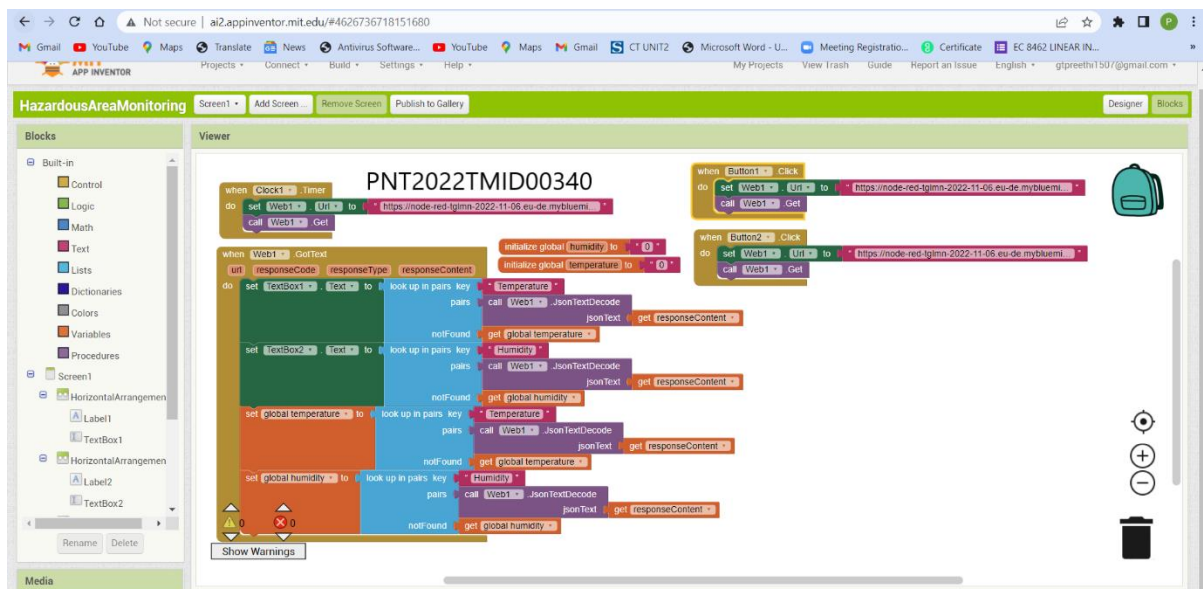 Not secure | ai2.appinventor.mit.edu/#4626736718151680
Gmail YouTube Maps Translate News Antivirus Software... YouTube Maps Gmail CT UNIT2 Microsoft Word - U... Meeting Registratio... Certificate EC 8462 LINEAR IN... »
APP INVENTOR Projects Connect Build Settings Help My Projects View Trash Guide Report an Issue English gtpreethi1507@gmail.com
HazardousAreaMonitoring Screen1 Add Screen ... Remove Screen Publish to Gallery Designer Blocks
Blocks
Viewer
Built-in
Control
Logic
Math
Text
Lists
Dictionaries
Colors
Variables
Procedures
Screen1
HorizontalArrangemen
Label1
TextBox1
HorizontalArrangemen
Label2
TextBox2
Rename Delete
Media
PNT2022TMID00340
when Clock1 .Timer
do set Web1 . Url to " https://node-red-tglmn-2022-11-06.eu-de.mybluemi... "
call Web1 .Get
when Web1 .GotText
url responseCode responseType responseContent
do set TextBox1 . Text to look up in pairs key " Temperature "
pairs call Web1 .JsonTextDecode
jsonText get responseContent
notFound get global temperature
set TextBox2 . Text to look up in pairs key " Humidity "
pairs call Web1 .JsonTextDecode
jsonText get responseContent
notFound get global humidity
set global temperature to look up in pairs key " Temperature "
pairs call Web1 .JsonTextDecode
jsonText get responseContent
notFound get global temperature
set global humidity to look up in pairs key " Humidity "
pairs call Web1 .JsonTextDecode
jsonText get responseContent
notFound get global humidity
0 0
Show Warnings
initialize global humidity to " 0 "
initialize global temperature to " 0 "
when Button1 .Click
do set Web1 . Url to " https://node-red-tglmn-2022-11-06.eu-de.mybluemi... "
call Web1 .Get
when Button2 .Click
do set Web1 . Url to " https://node-red-tglmn-2022-11-06.eu-de.mybluemi... "
call Web1 .Get